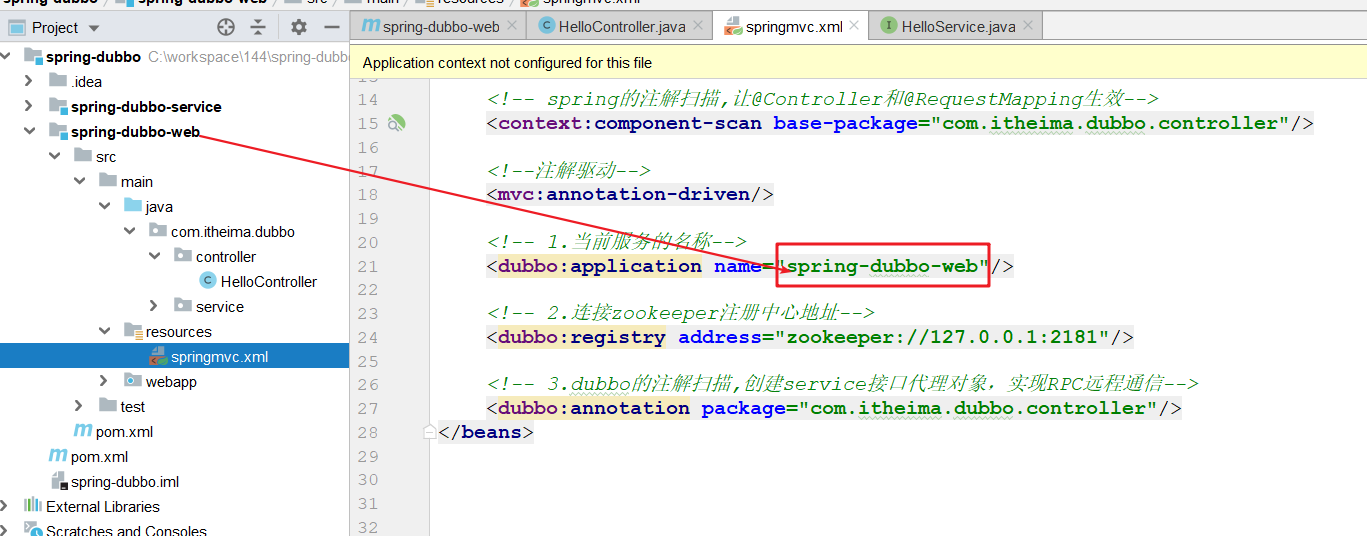 spring-dubbo
spring-dubbo-web
src
main
resources
springmvc.xml
Project
spring-dubbo-web
HelloController.java
springmvc.xml
HelloService.java
spring-dubbo C:\workspace\144\spring-dubbo
.idea
spring-dubbo-service
spring-dubbo-web
src
main
java
com.itheima.dubbo
controller
HelloController
service
resources
springmvc.xml
webapp
test
pom.xml
pom.xml
spring-dubbo.iml
External Libraries
Scratches and Consoles
Application context not configured for this file
14 <!-- spring的注解扫描,让@Controller和@RequestMapping生效-->
15 <context:component-scan base-package="com.itheima.dubbo.controller"/>
16
17 <!--注解驱动-->
18 <mvc:annotation-driven/>
19
20 <!-- 1.当前服务的名称-->
21 <dubbo:application name="spring-dubbo-web"/>
22
23 <!-- 2.连接zookeeper注册中心地址-->
24 <dubbo:registry address="zookeeper://127.0.0.1:2181"/>
25
26 <!-- 3.dubbo的注解扫描,创建service接口代理对象，实现RPC远程通信-->
27 <dubbo:annotation package="com.itheima.dubbo.controller"/>
28 </beans>
29
30
31
32